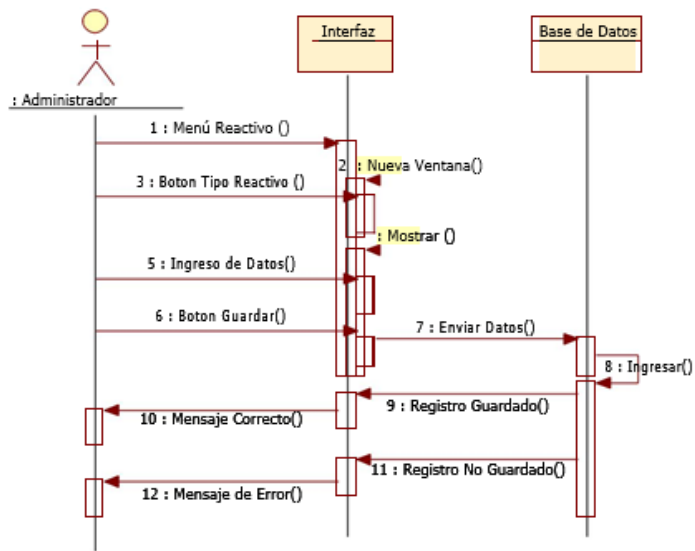 Interfaz
Base de Datos
: Administrador
1 : Menú Reactivo ()
2 : Nueva Ventana()
3 : Boton Tipo Reactivo ()
: Mostrar ()
5 : Ingreso de Datos()
6 : Boton Guardar()
7 : Enviar Datos()
8 : Ingresar()
9 : Registro Guardado()
10 : Mensaje Correcto()
11 : Registro No Guardado()
12 : Mensaje de Error()